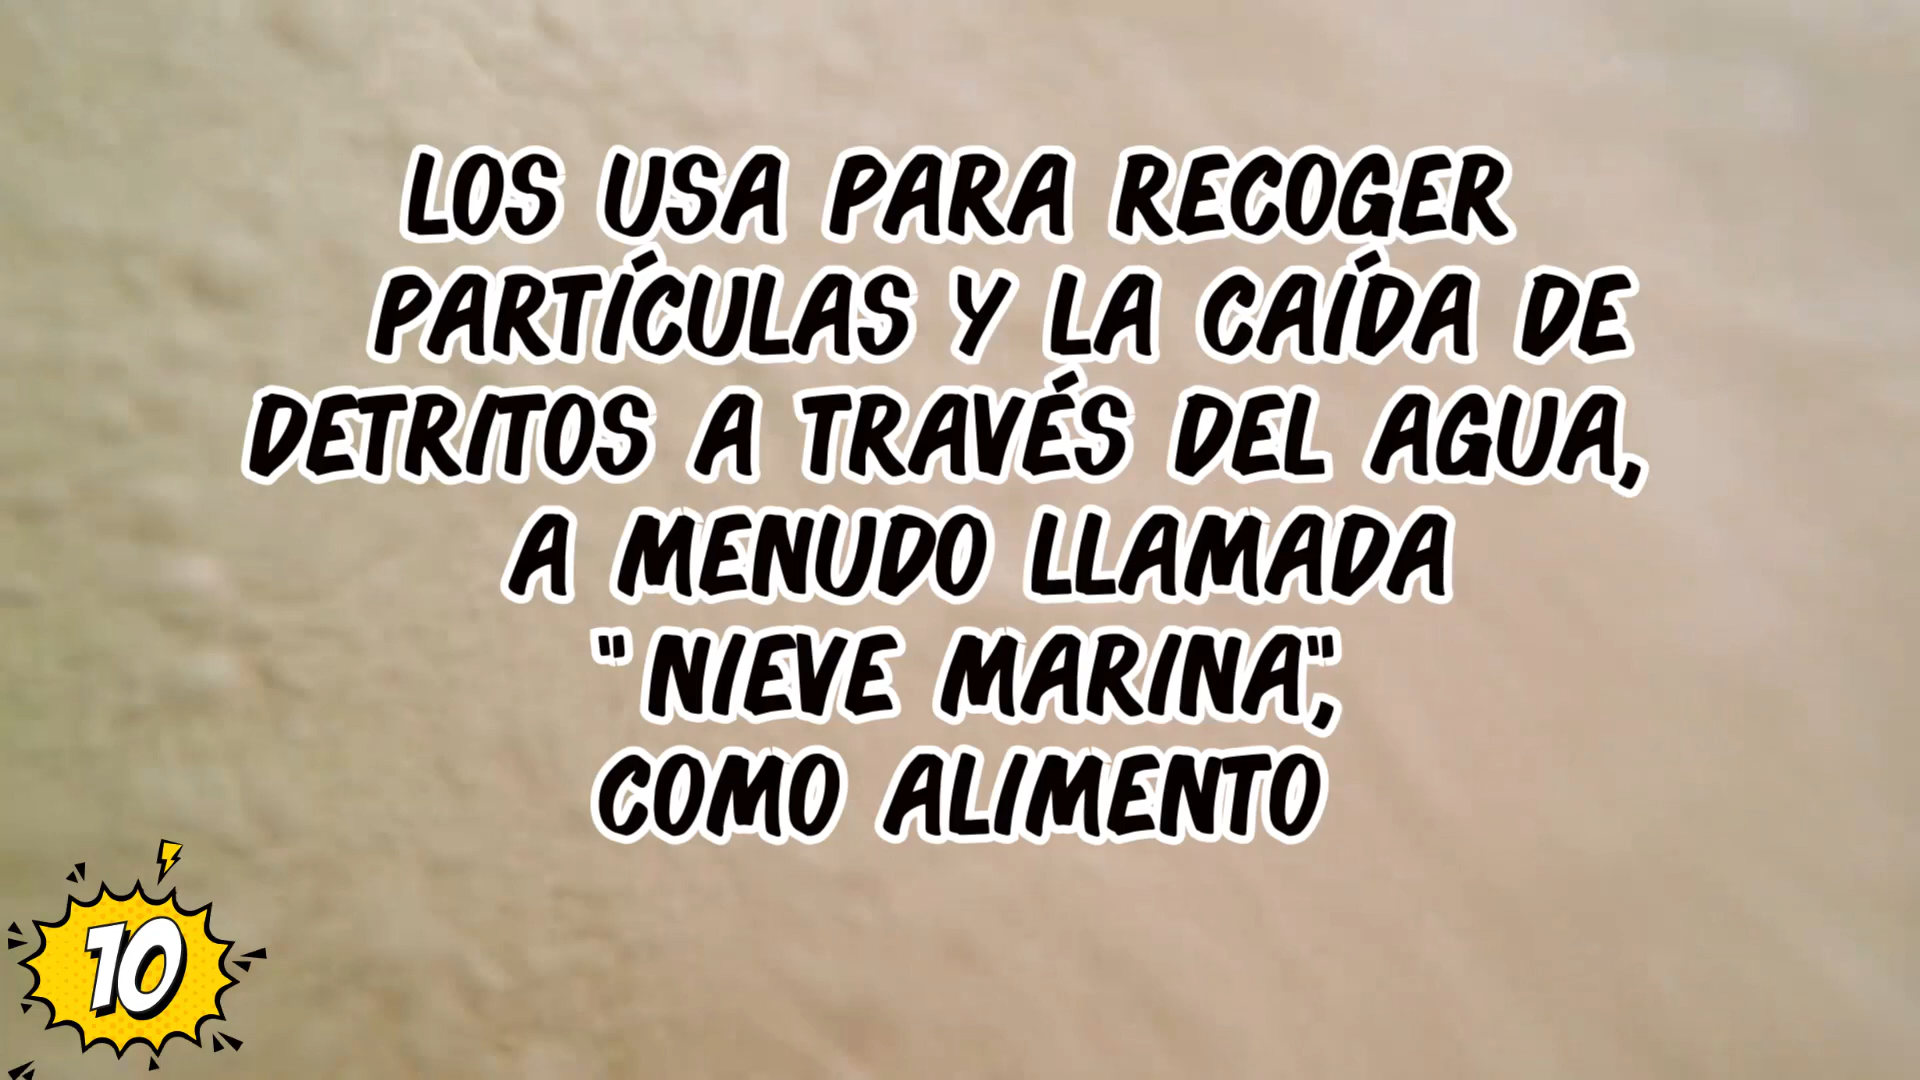 LOS USA PARA RECOGER
PARTÍCULAS Y LA CAÍDA DE
DETRITOS A TRAVÉS DEL AGUA,
A MENUDO LLAMADA
"NIEVE MARINA",
COMO ALIMENTO
10